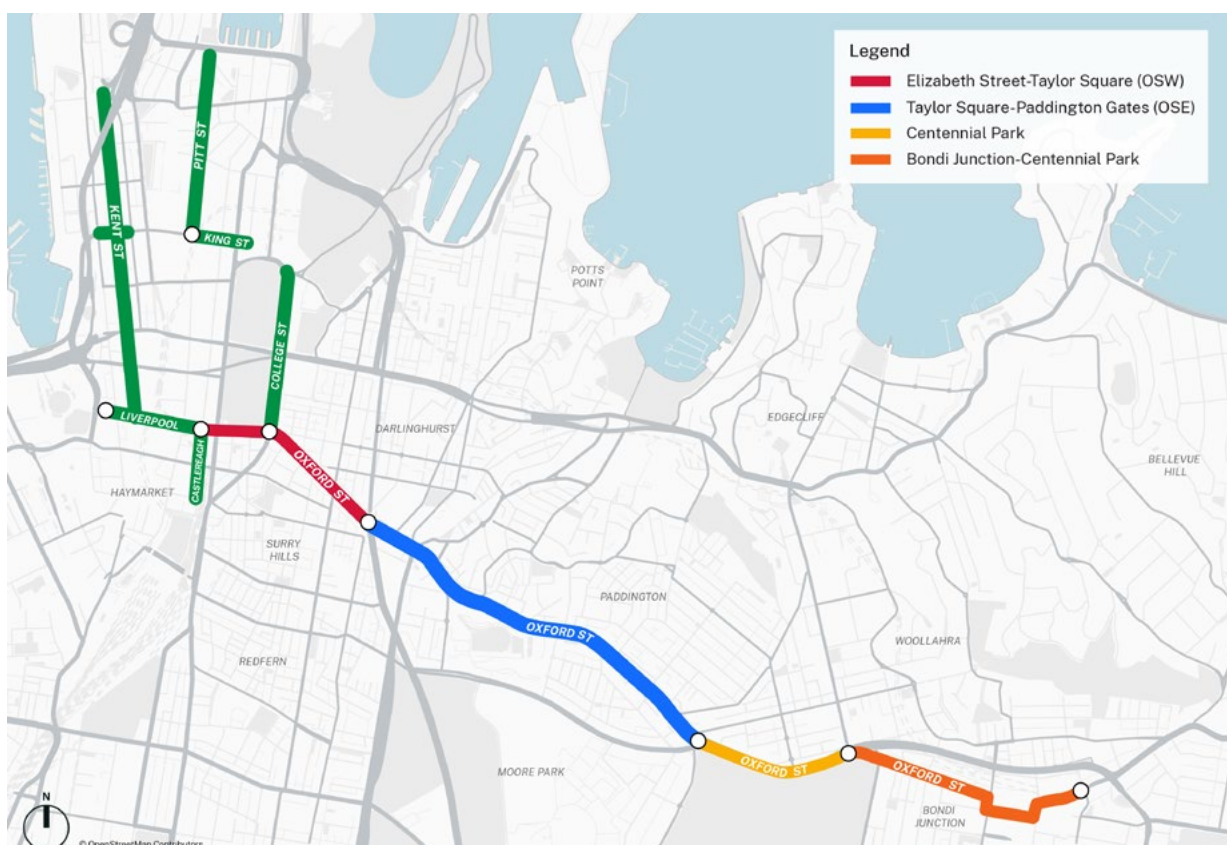 Legend
Elizabeth Street-Taylor Square (OSW)
Taylor Square-Paddington Gates (OSE)
Centennial Park
Bondi Junction-Centennial Park
PITT ST
KENT ST
KING ST
POTTS
POINT
COLLEGE ST
LIVERPOOL
DARLINGHURST
EDGECLIFF
BELLEVUE
HILL
CASTLEREAGH
HAYMARKET
OXFORD ST
SURRY
HILLS
PADDINGTON
OXFORD ST
WOOLLAHRA
REDFERN
MOORE PARK
OXFORD ST
OXFORD ST
BONDI
JUNCTION
N
© OpenStreetMap Contributors